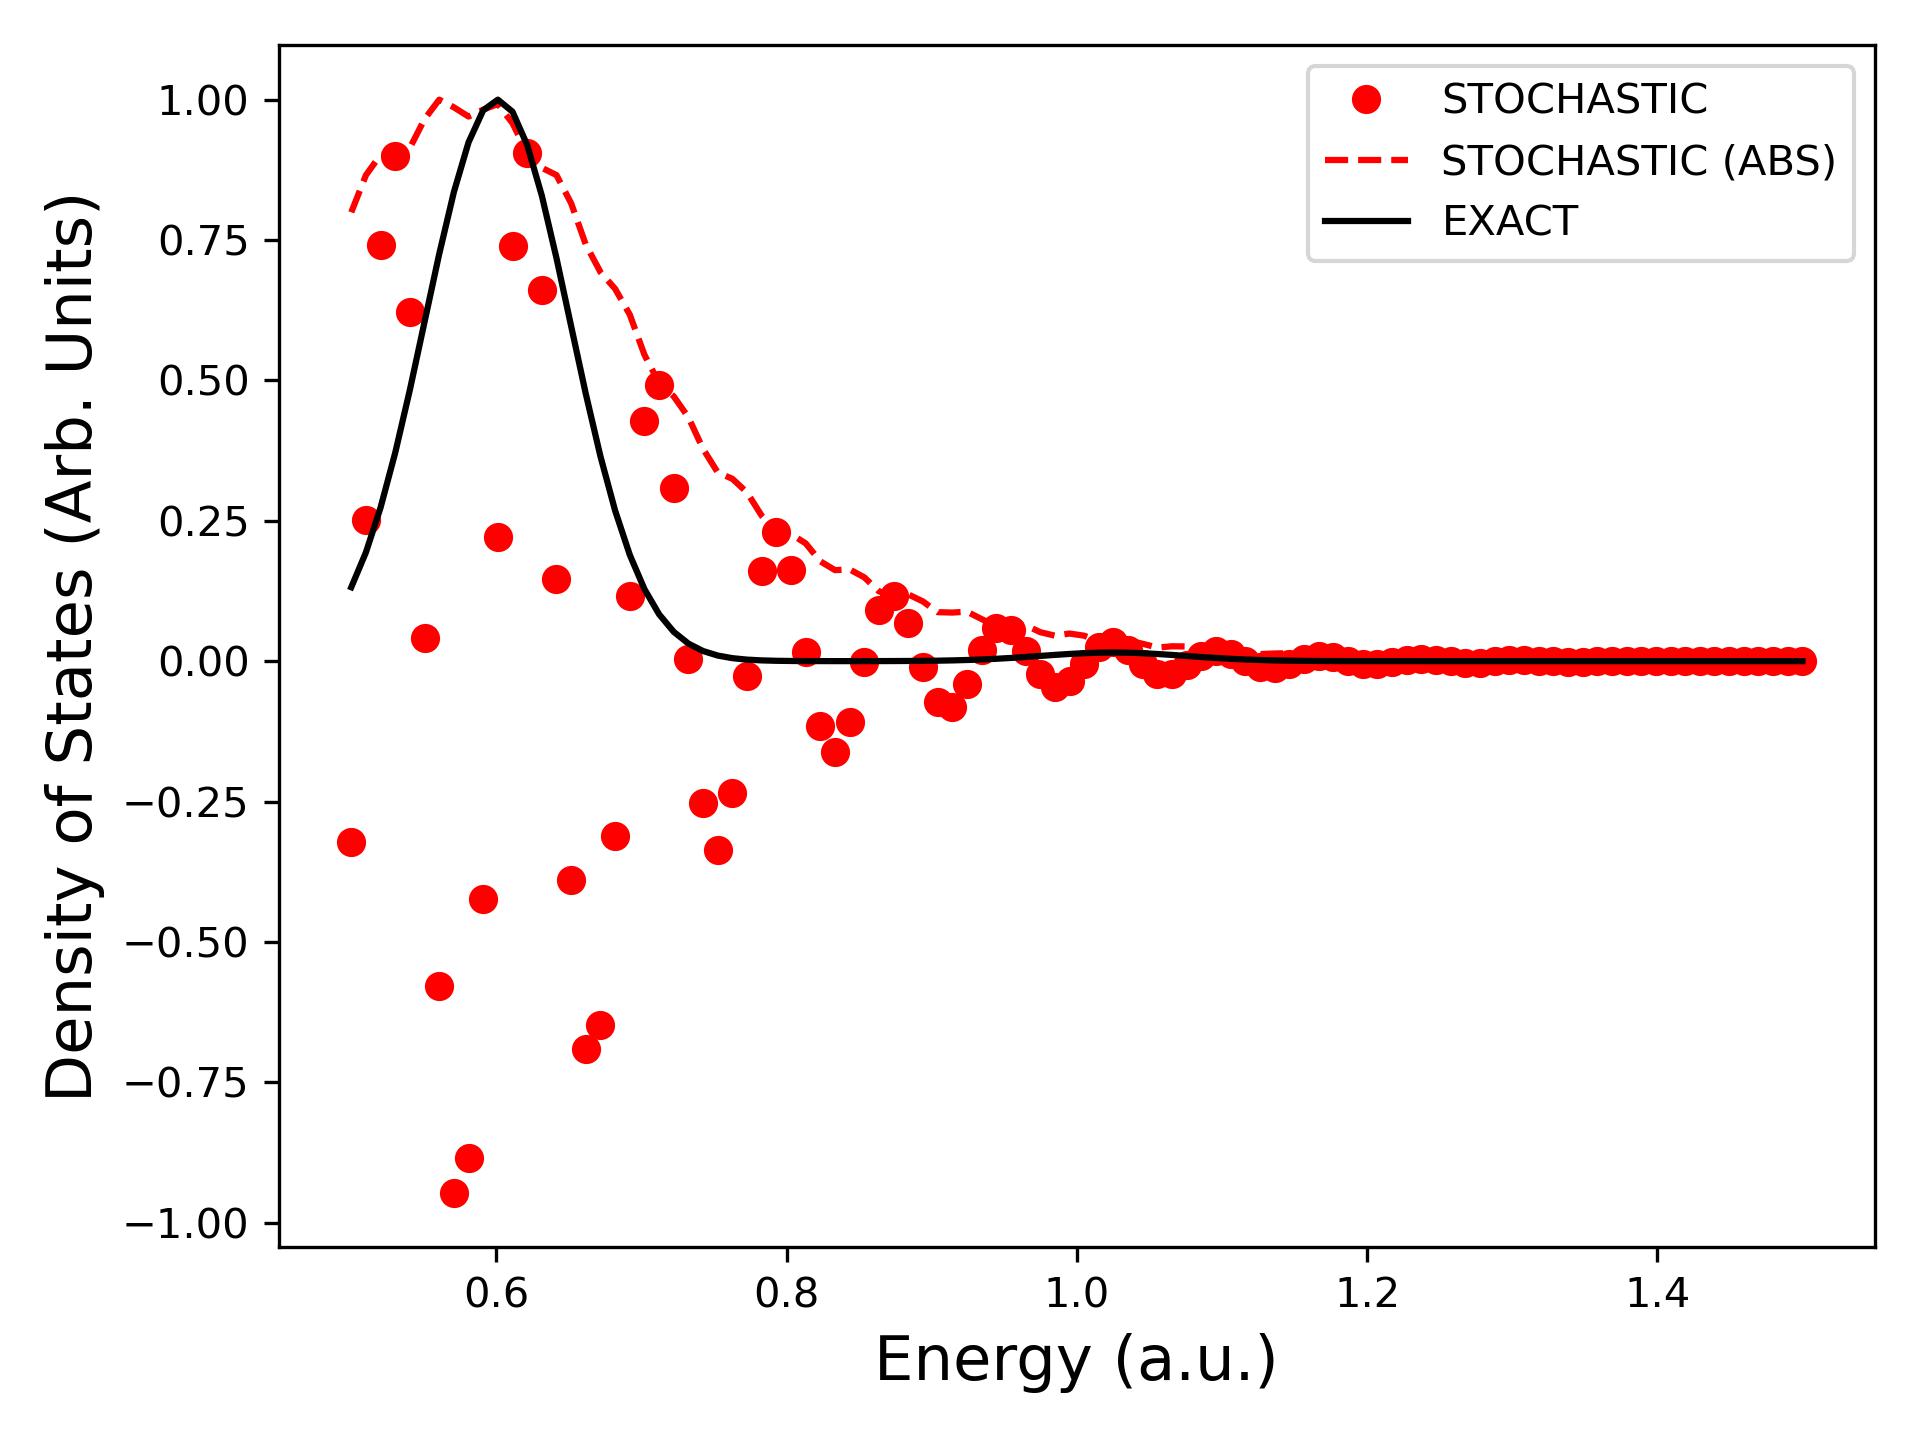 STOCHASTIC
STOCHASTIC (ABS)
EXACT
1.00
0.75
0.50
0.25
0.00
−0.25
−0.50
−0.75
−1.00
Density of States (Arb. Units)
0.6 0.8 1.0 1.2 1.4
Energy (a.u.)